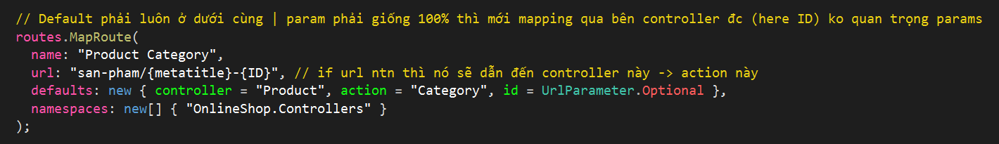 // Default phải luôn ở dưới cùng | param phải giống 100% thì mới mapping qua bên controller đc (here ID) ko quan trọng params
routes.MapRoute(
  name: "Product Category",
  url: "san-pham/{metatitle}-{ID}", // if url ntn thì nó sẽ dẫn đến controller này -> action này
  defaults: new { controller = "Product", action = "Category", id = UrlParameter.Optional },
  namespaces: new[] { "OnlineShop.Controllers" }
);